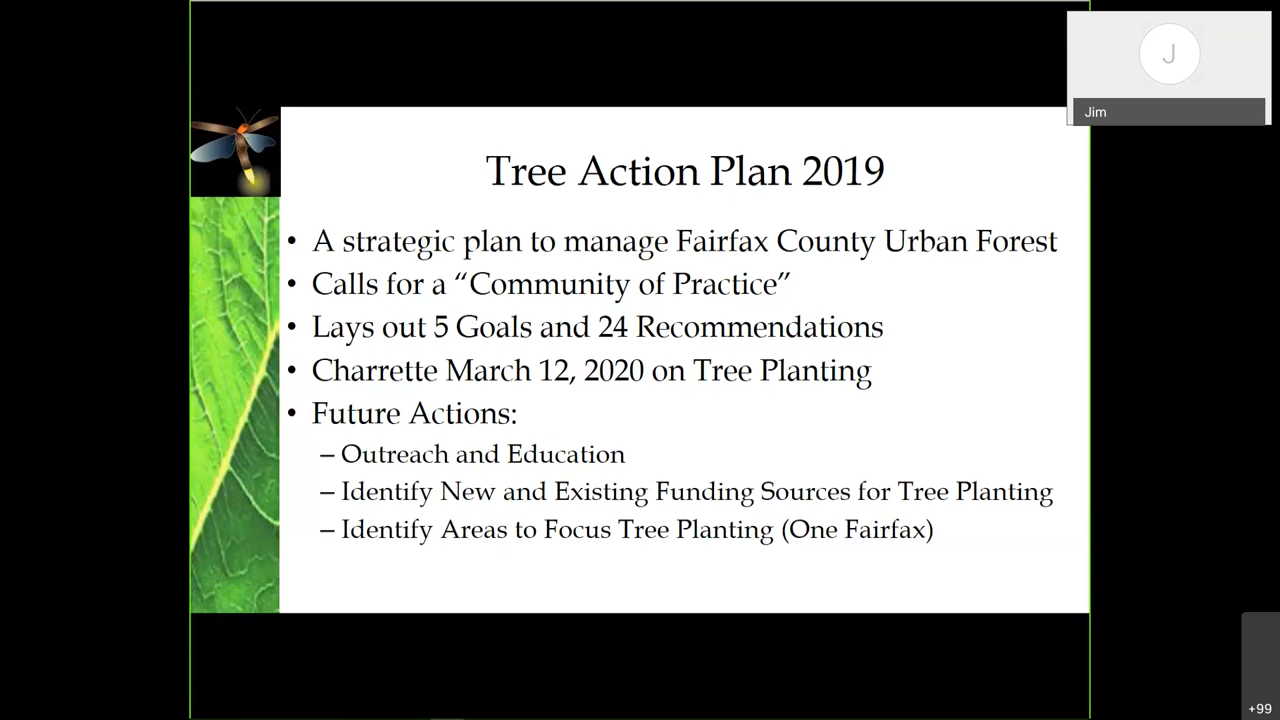 J
Jim
Tree Action Plan 2019
• A strategic plan to manage Fairfax County Urban Forest
• Calls for a “Community of Practice”
• Lays out 5 Goals and 24 Recommendations
• Charrette March 12, 2020 on Tree Planting
• Future Actions:
– Outreach and Education
– Identify New and Existing Funding Sources for Tree Planting
– Identify Areas to Focus Tree Planting (One Fairfax)
+99